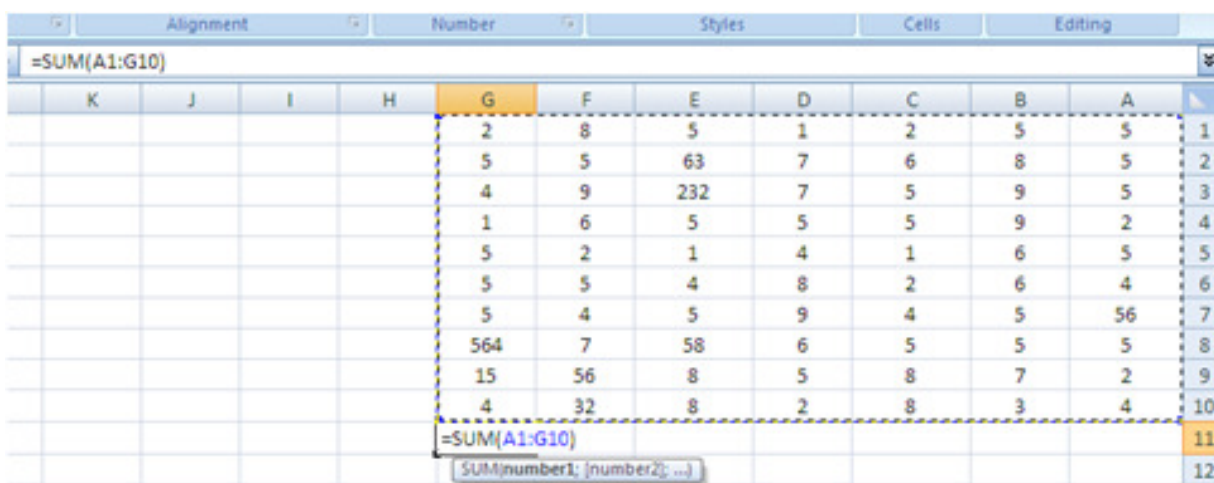 Alignment Number Styles Cells Editing
=SUM(A1:G10)
K J I H G F E D C B A
2 8 5 1 2 5 5 1
5 5 63 7 6 8 5 2
4 9 232 7 5 9 5 3
1 6 5 5 5 9 2 4
5 2 1 4 1 6 5 5
5 5 4 8 2 6 4 6
5 4 5 9 4 5 56 7
564 7 58 6 5 5 5 8
15 56 8 5 8 7 2 9
4 32 8 2 8 3 4 10
=SUM(A1:G10) 11
SUM(number1; [number2]; ...) 12